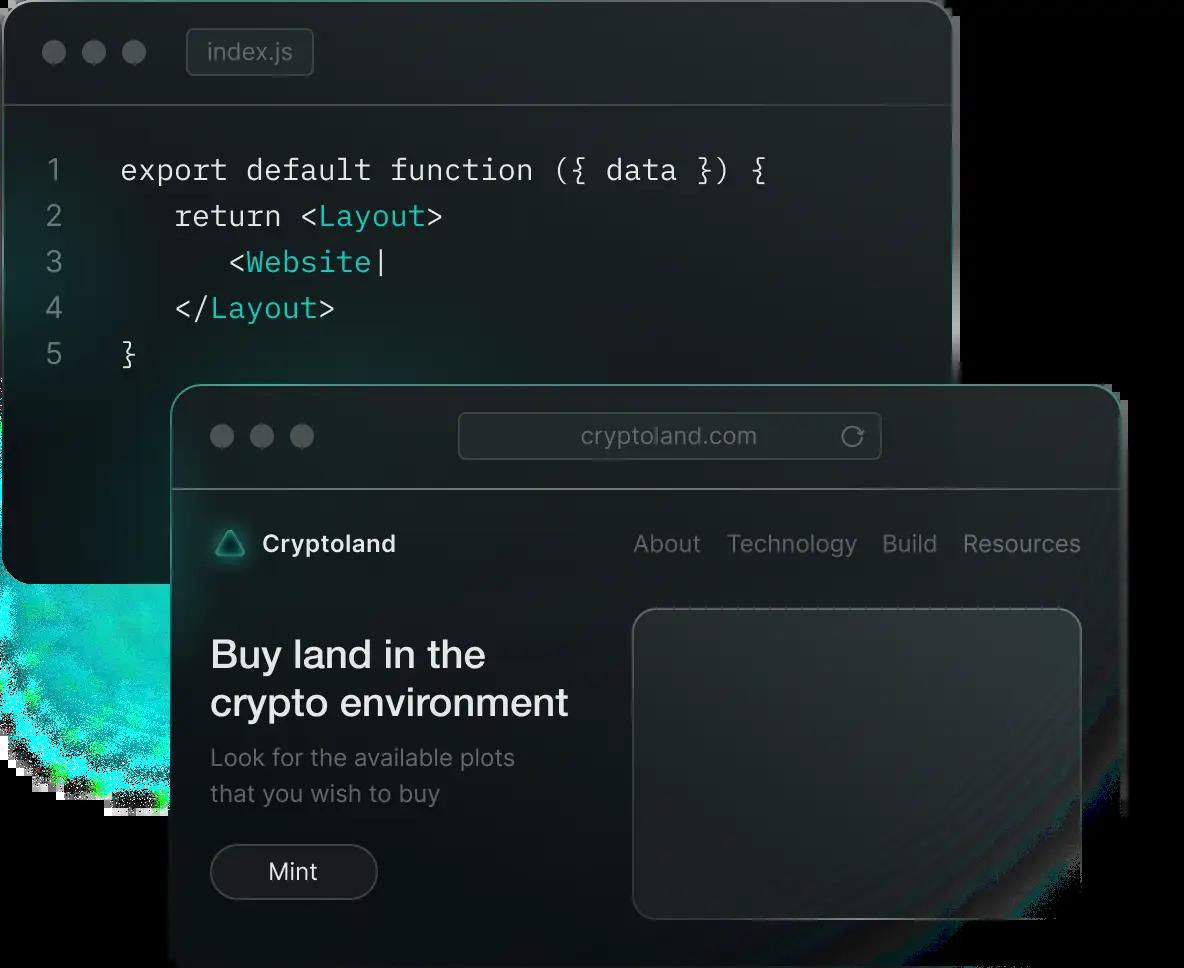 index.js
1 export default function ({ data }) {
2 return <Layout>
3 <Website|
4 </Layout>
5 }
cryptoland.com
Cryptoland
About Technology Build Resources
Buy land in the
crypto environment
Look for the available plots
that you wish to buy
Mint